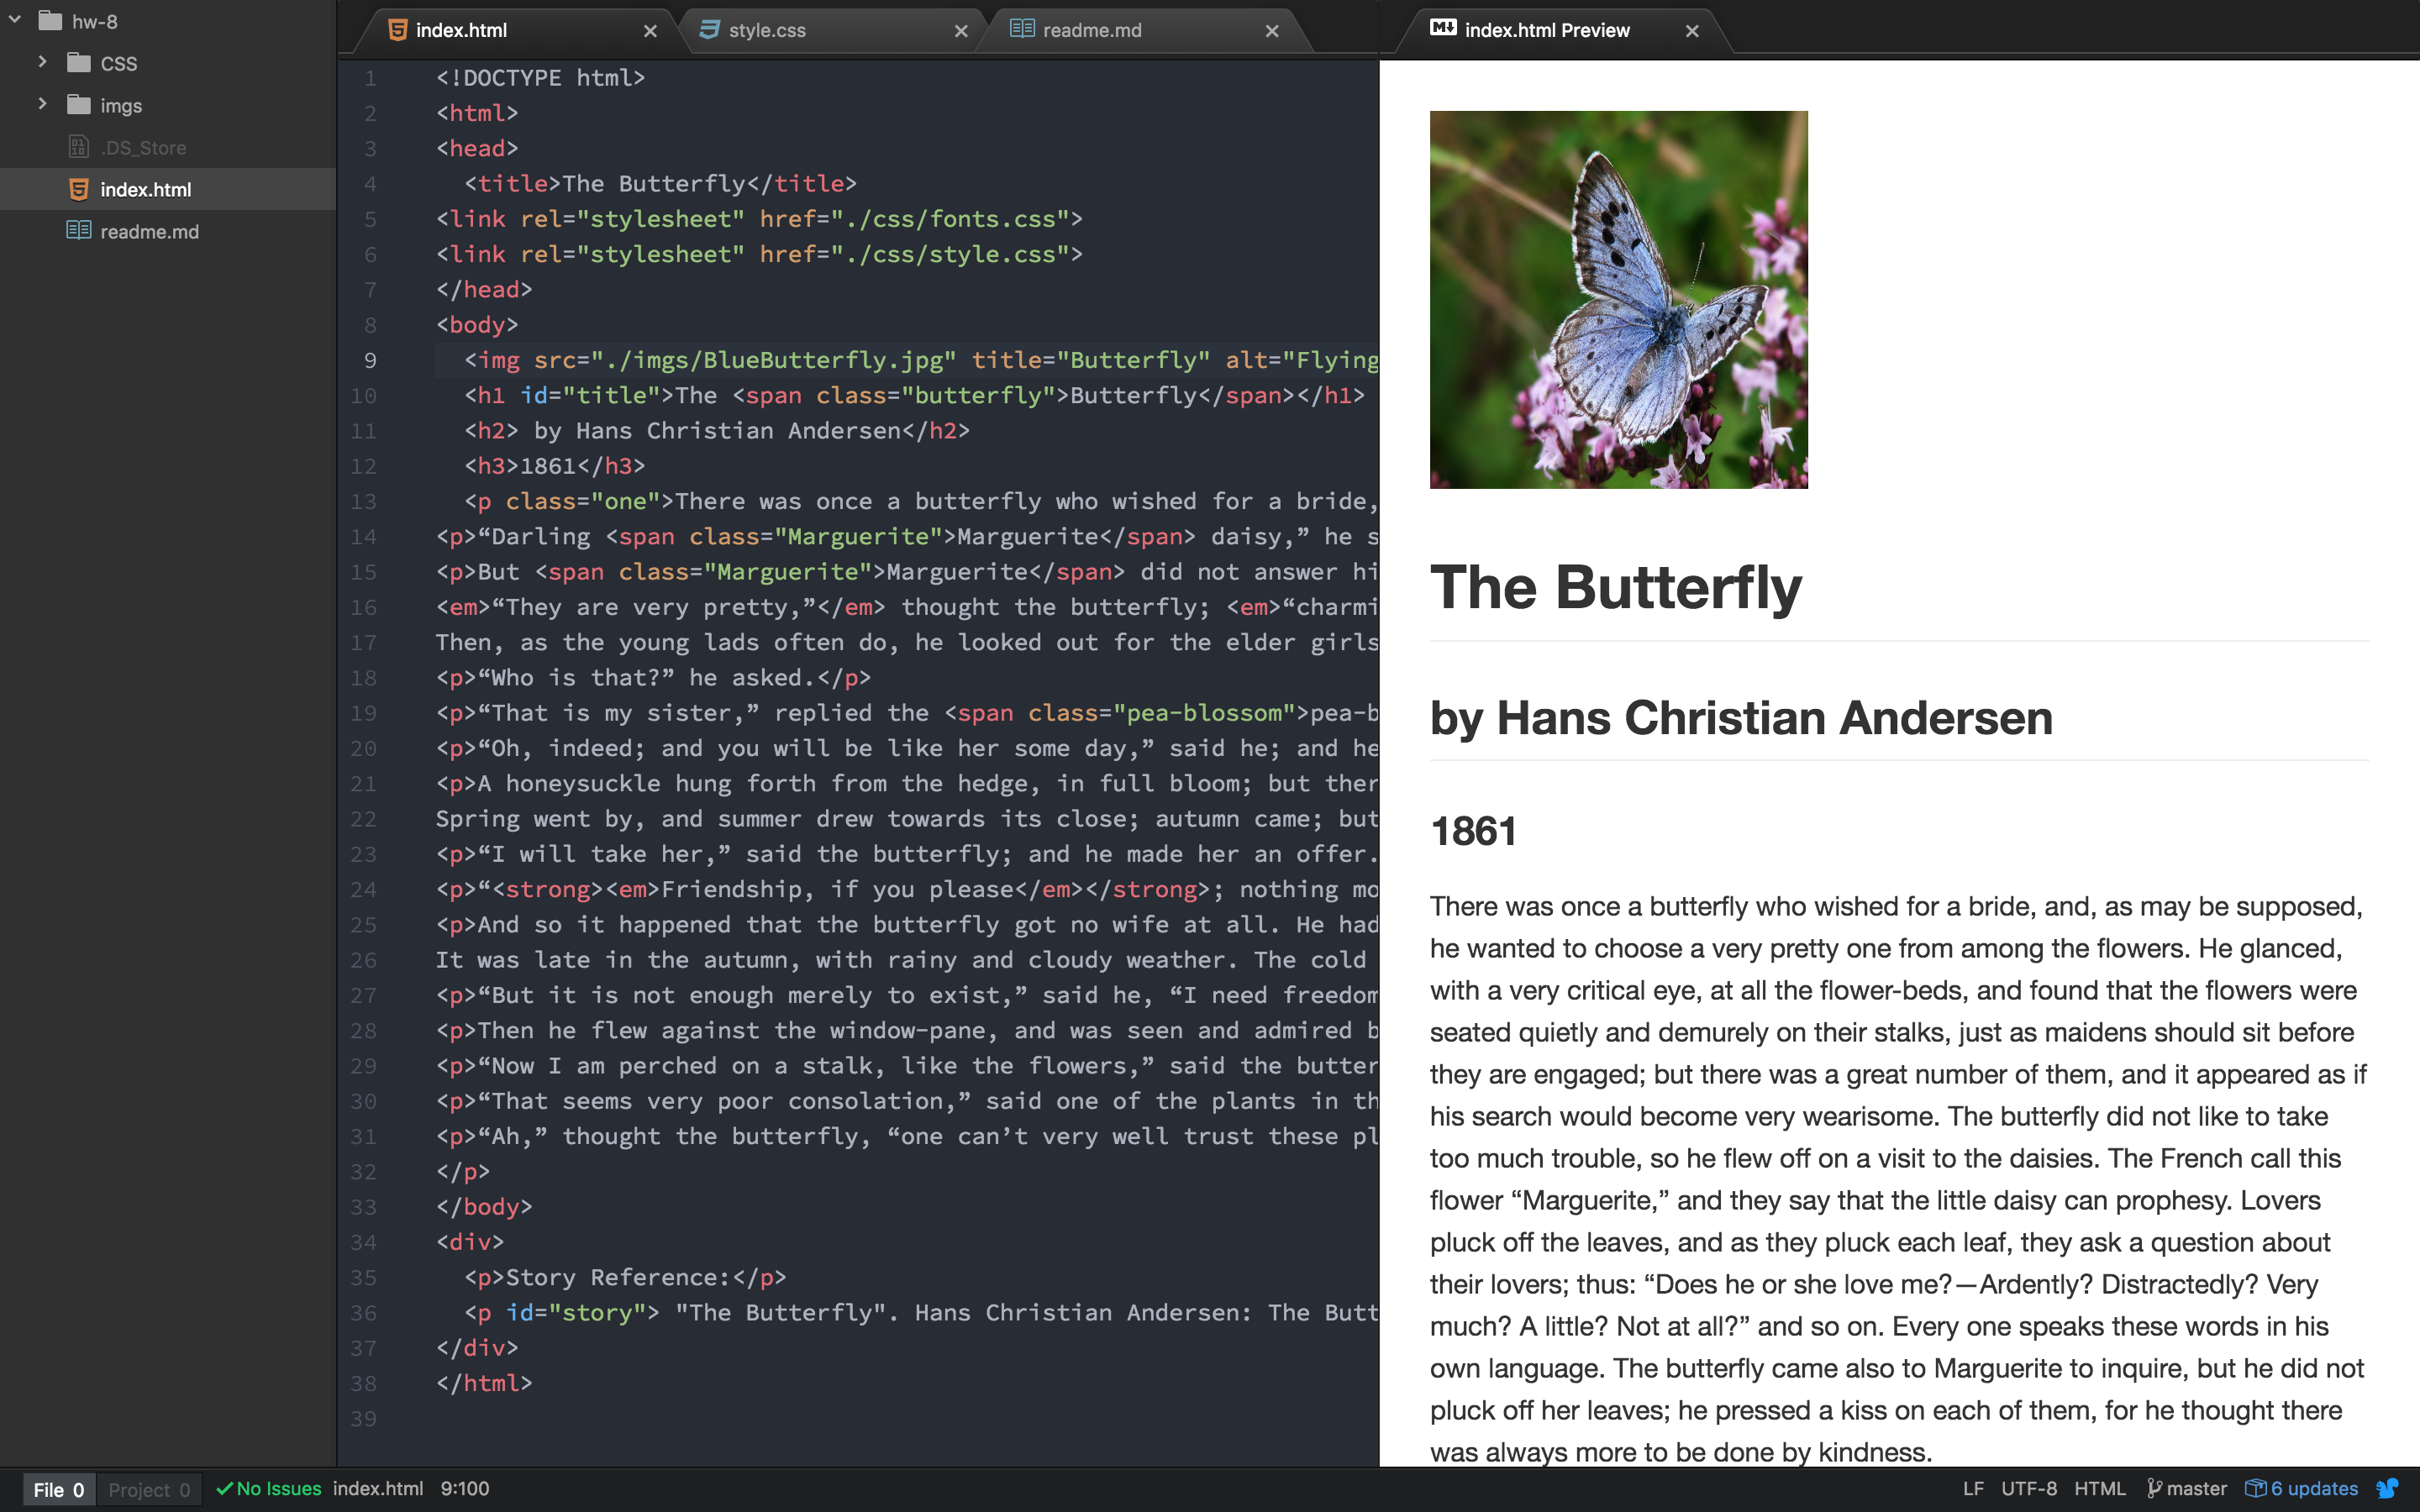 hw-8
CSS
imgs
.DS_Store
index.html
readme.md
index.html
style.css
readme.md
index.html Preview
1 <!DOCTYPE html>
2 <html>
3 <head>
4 <title>The Butterfly</title>
5 <link rel="stylesheet" href="./css/fonts.css">
6 <link rel="stylesheet" href="./css/style.css">
7 </head>
8 <body>
9 <img src="./imgs/BlueButterfly.jpg" title="Butterfly" alt="Flying
10 <h1 id="title">The <span class="butterfly">Butterfly</span></h1>
11 <h2> by Hans Christian Andersen</h2>
12 <h3>1861</h3>
13 <p class="one">There was once a butterfly who wished for a bride,
14 <p>“Darling <span class="Marguerite">Marguerite</span> daisy,” he s
15 <p>But <span class="Marguerite">Marguerite</span> did not answer hi
16 <em>“They are very pretty,”</em> thought the butterfly; <em>“charmi
17 Then, as the young lads often do, he looked out for the elder girls
18 <p>“Who is that?” he asked.</p>
19 <p>“That is my sister,” replied the <span class="pea-blossom">pea-b
20 <p>“Oh, indeed; and you will be like her some day,” said he; and he
21 <p>A honeysuckle hung forth from the hedge, in full bloom; but ther
22 Spring went by, and summer drew towards its close; autumn came; but
23 <p>“I will take her,” said the butterfly; and he made her an offer.
24 <p>“<strong><em>Friendship, if you please</em></strong>; nothing mo
25 <p>And so it happened that the butterfly got no wife at all. He had
26 It was late in the autumn, with rainy and cloudy weather. The cold
27 <p>“But it is not enough merely to exist,” said he, “I need freedom
28 <p>Then he flew against the window-pane, and was seen and admired b
29 <p>“Now I am perched on a stalk, like the flowers,” said the butter
30 <p>“That seems very poor consolation,” said one of the plants in th
31 <p>“Ah,” thought the butterfly, “one can’t very well trust these pl
32 </p>
33 </body>
34 <div>
35 <p>Story Reference:</p>
36 <p id="story"> "The Butterfly". Hans Christian Andersen: The Butt
37 </div>
38 </html>
39
The Butterfly
by Hans Christian Andersen
1861
There was once a butterfly who wished for a bride, and, as may be supposed,
he wanted to choose a very pretty one from among the flowers. He glanced,
with a very critical eye, at all the flower-beds, and found that the flowers were
seated quietly and demurely on their stalks, just as maidens should sit before
they are engaged; but there was a great number of them, and it appeared as if
his search would become very wearisome. The butterfly did not like to take
too much trouble, so he flew off on a visit to the daisies. The French call this
flower “Marguerite,” and they say that the little daisy can prophesy. Lovers
pluck off the leaves, and as they pluck each leaf, they ask a question about
their lovers; thus: “Does he or she love me?—Ardently? Distractedly? Very
much? A little? Not at all?” and so on. Every one speaks these words in his
own language. The butterfly came also to Marguerite to inquire, but he did not
pluck off her leaves; he pressed a kiss on each of them, for he thought there
was always more to be done by kindness.
File 0 Project 0 No Issues index.html 9:100
LF UTF-8 HTML master 6 updates